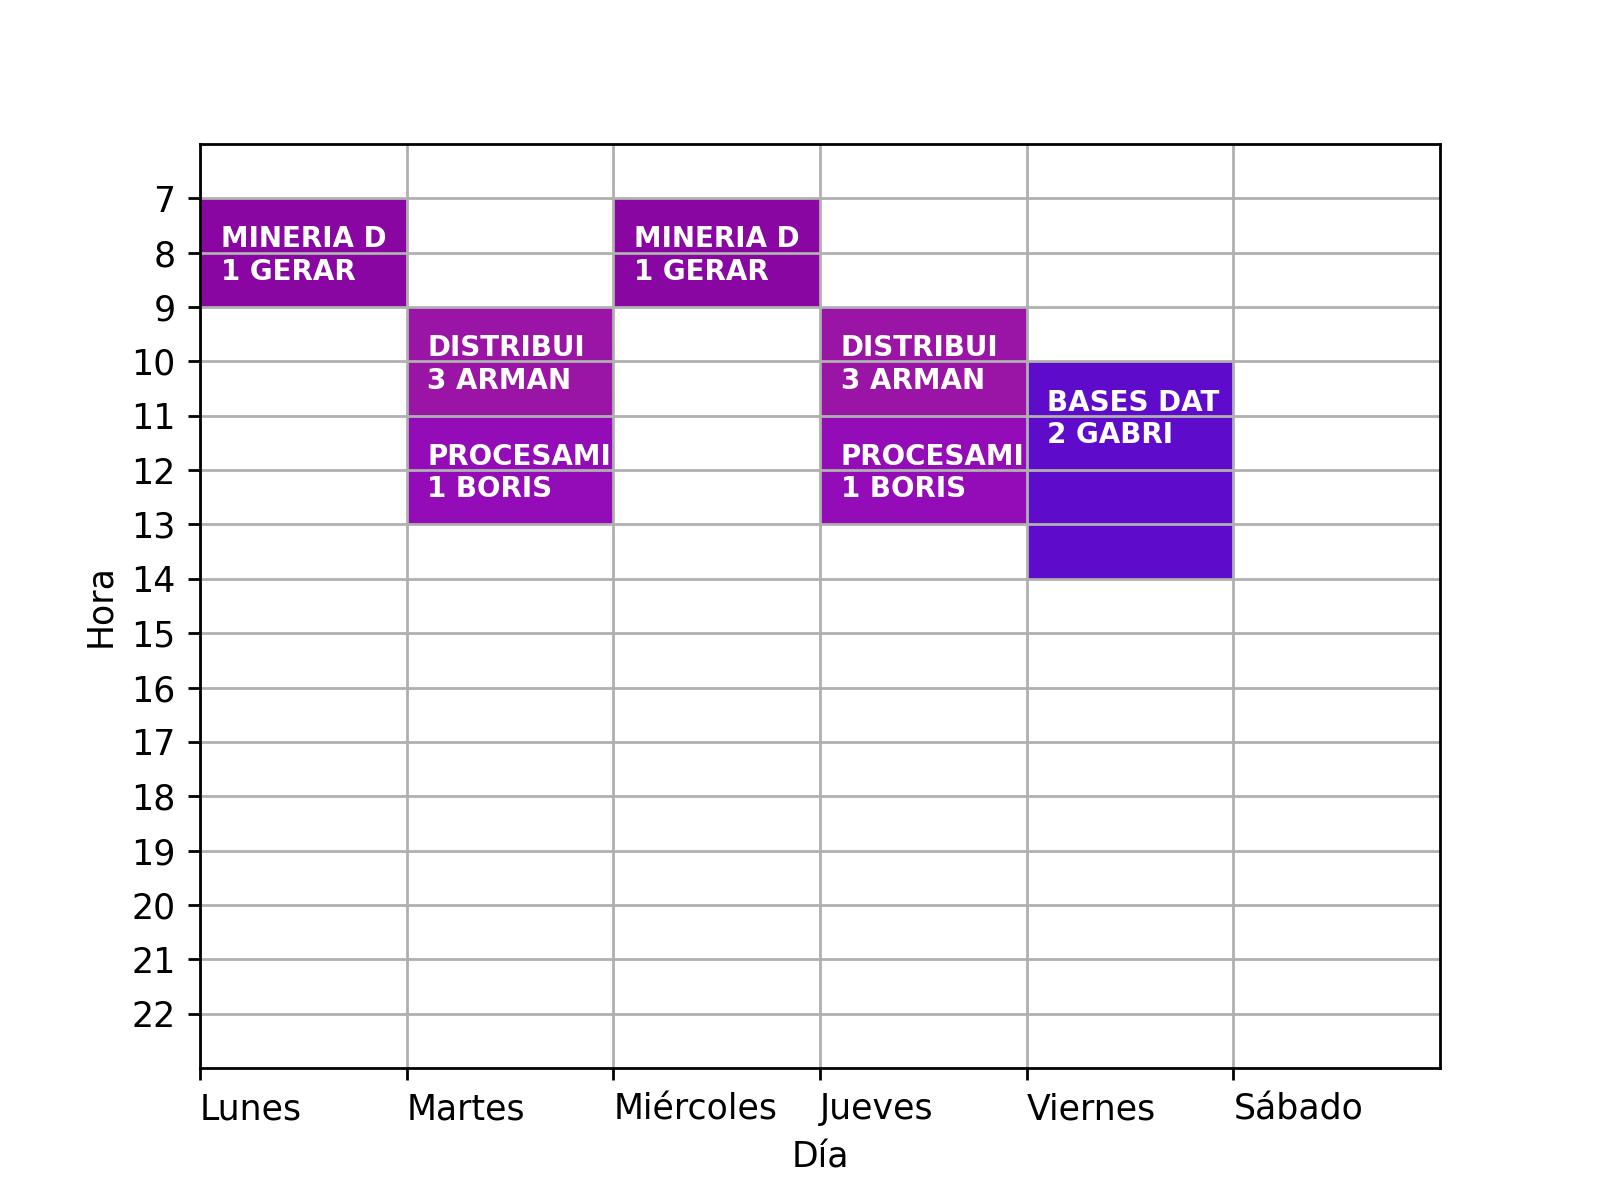 7
MINERIA D
1 GERAR
MINERIA D
1 GERAR
8
9
DISTRIBUI
3 ARMAN
DISTRIBUI
3 ARMAN
10
BASES DAT
2 GABRI
11
PROCESAMI
1 BORIS
PROCESAMI
1 BORIS
12
13
14
Hora
15
16
17
18
19
20
21
22
Lunes Martes Miércoles Jueves Viernes Sábado
Día